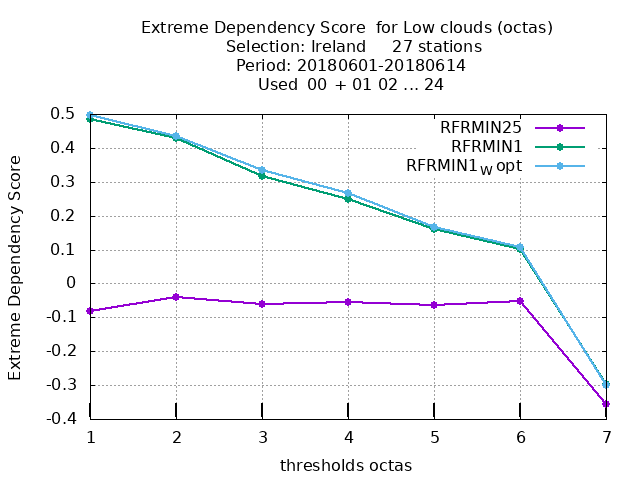 Extreme Dependency Score  for Low clouds (octas)
Selection: Ireland     27 stations
Period: 20180601-20180614
Used  00  + 01 02 ... 24
RFRMIN25
RFRMIN1
RFRMIN1W opt
Extreme Dependency Score
0.5
0.4
0.3
0.2
0.1
0
-0.1
-0.2
-0.3
-0.4
1 2 3 4 5 6 7
thresholds octas